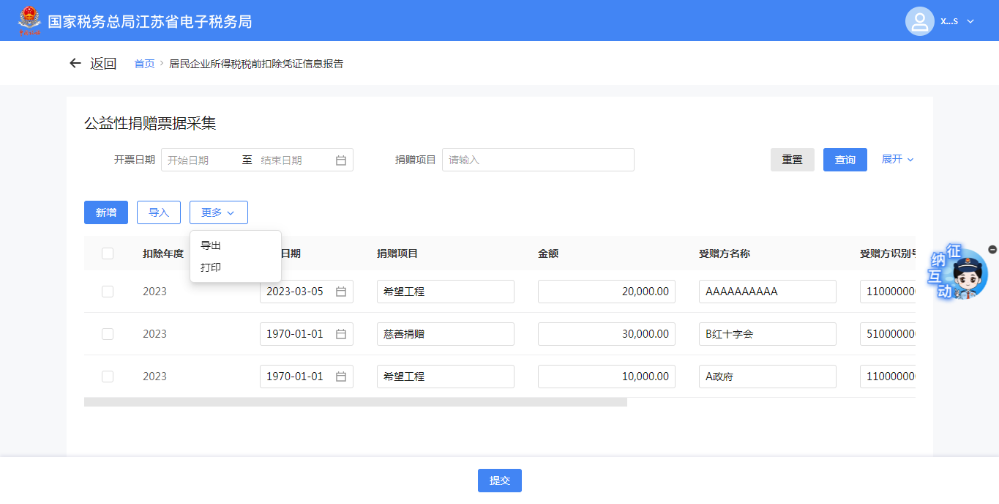 国家税务总局江苏省电子税务局
x...s
返回 首页 居民企业所得税税前扣除凭证信息报告
公益性捐赠票据采集
开票日期 开始日期 至 结束日期 捐赠项目 请输入 重置 查询 展开
新增 导入 更多
导出
打印
扣除年度 日期 捐赠项目 金额 受赠方名称 受赠方识别号
2023 2023-03-05 希望工程 20,000.00 AAAAAAAAAA 11000000
2023 1970-01-01 慈善捐赠 30,000.00 B红十字会 51000000
2023 1970-01-01 希望工程 10,000.00 A政府 11000000
征纳互动
提交